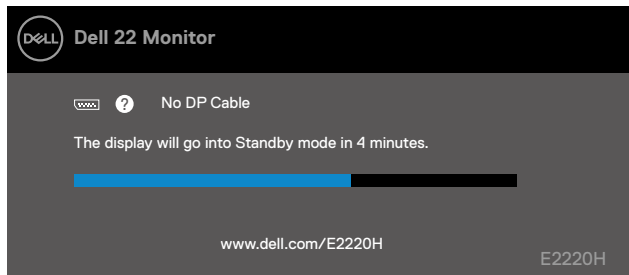 DELL Dell 22 Monitor
? No DP Cable
The display will go into Standby mode in 4 minutes.
www.dell.com/E2220H
E2220H